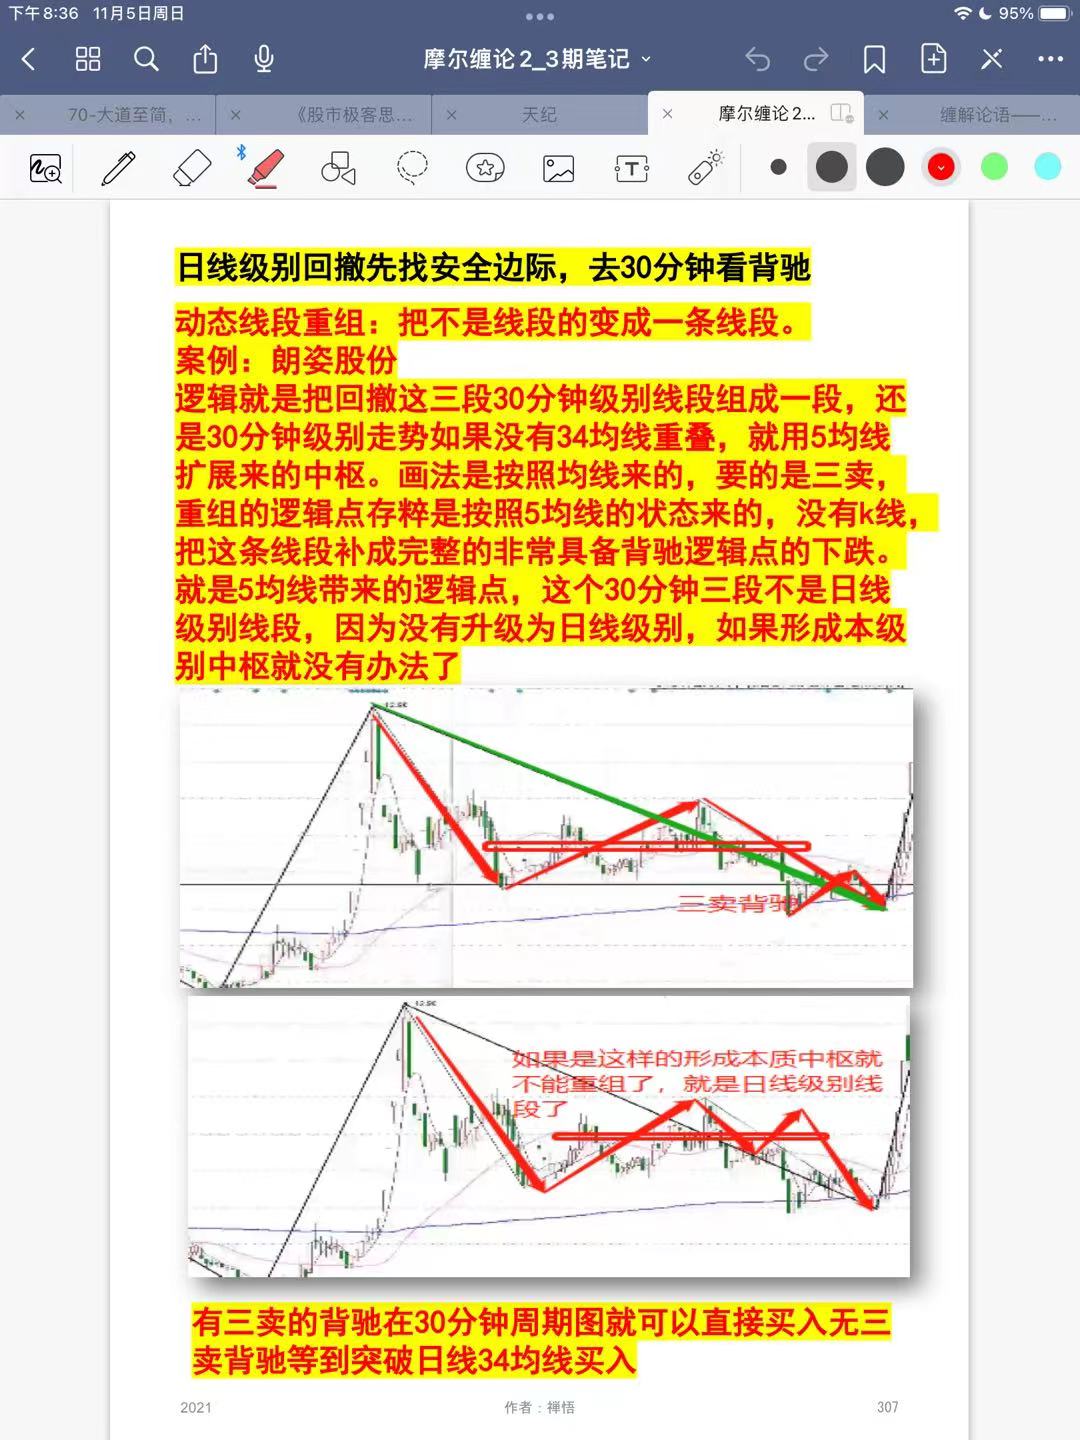 下午8:36 11月5日周日
95%
摩尔缠论2_3期笔记
70-大道至简，...
《股市极客思...
天纪
摩尔缠论 2...
缠解论语——...
T
日线级别回撤先找安全边际，去30分钟看背驰
动态线段重组：把不是线段的变成一条线段。
案例：朗姿股份
逻辑就是把回撤这三段30分钟级别线段组成一段，还
是30分钟级别走势如果没有34均线重叠，就用5均线
扩展来的中枢。画法是按照均线来的，要的是三卖，
重组的逻辑点存粹是按照5均线的状态来的，没有k线，
把这条线段补成完整的非常具备背驰逻辑点的下跌。
就是5均线带来的逻辑点，这个30分钟三段不是日线
级别线段，因为没有升级为日线级别，如果形成本级
别中枢就没有办法了
三卖背驰
如果是这样的形成本质中枢就
不能重组了，就是日线级别线
段了
有三卖的背驰在30分钟周期图就可以直接买入无三
卖背驰等到突破日线34均线买入
2021
作者：禅悟
307